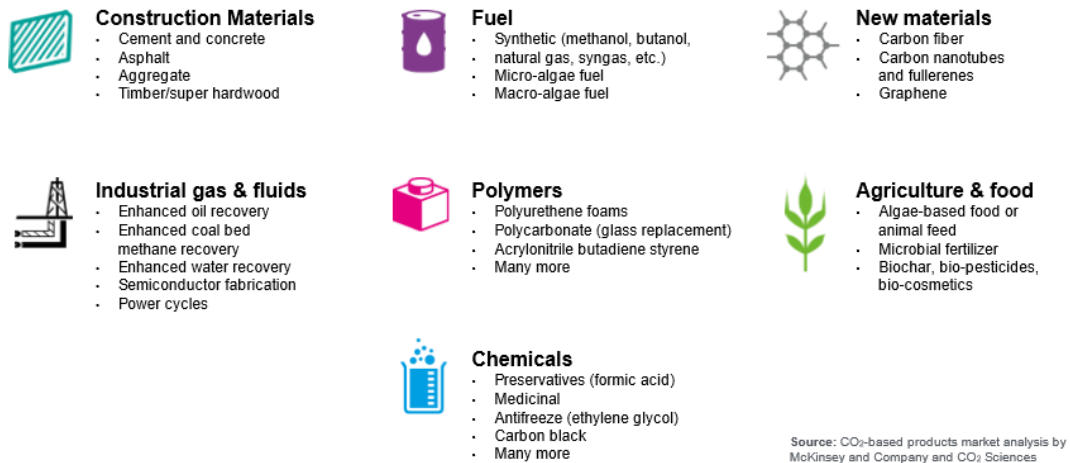 Construction Materials
· Cement and concrete
· Asphalt
· Aggregate
· Timber/super hardwood
Fuel
· Synthetic (methanol, butanol,
· natural gas, syngas, etc.)
· Micro-algae fuel
· Macro-algae fuel
New materials
· Carbon fiber
· Carbon nanotubes
and fullerenes
· Graphene
Industrial gas & fluids
· Enhanced oil recovery
· Enhanced coal bed
methane recovery
· Enhanced water recovery
· Semiconductor fabrication
· Power cycles
Polymers
· Polyurethene foams
· Polycarbonate (glass replacement)
· Acrylonitrile butadiene styrene
· Many more
Agriculture & food
· Algae-based food or
animal feed
· Microbial fertilizer
· Biochar, bio-pesticides,
bio-cosmetics
Chemicals
· Preservatives (formic acid)
· Medicinal
· Antifreeze (ethylene glycol)
· Carbon black
· Many more
Source: CO₂-based products market analysis by
McKinsey and Company and CO₂ Sciences